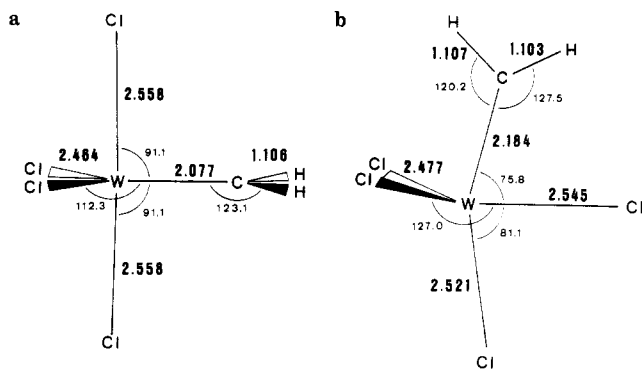 a
Cl
2.558
2.464
91.1
2.077
1.106
Cl
Cl
W
C
H
H
112.3
91.1
123.1
2.558
Cl
b
H
1.107
1.103
H
C
120.2
127.5
2.184
Cl
Cl
2.477
75.8
2.545
W
Cl
127.0
81.1
2.521
Cl